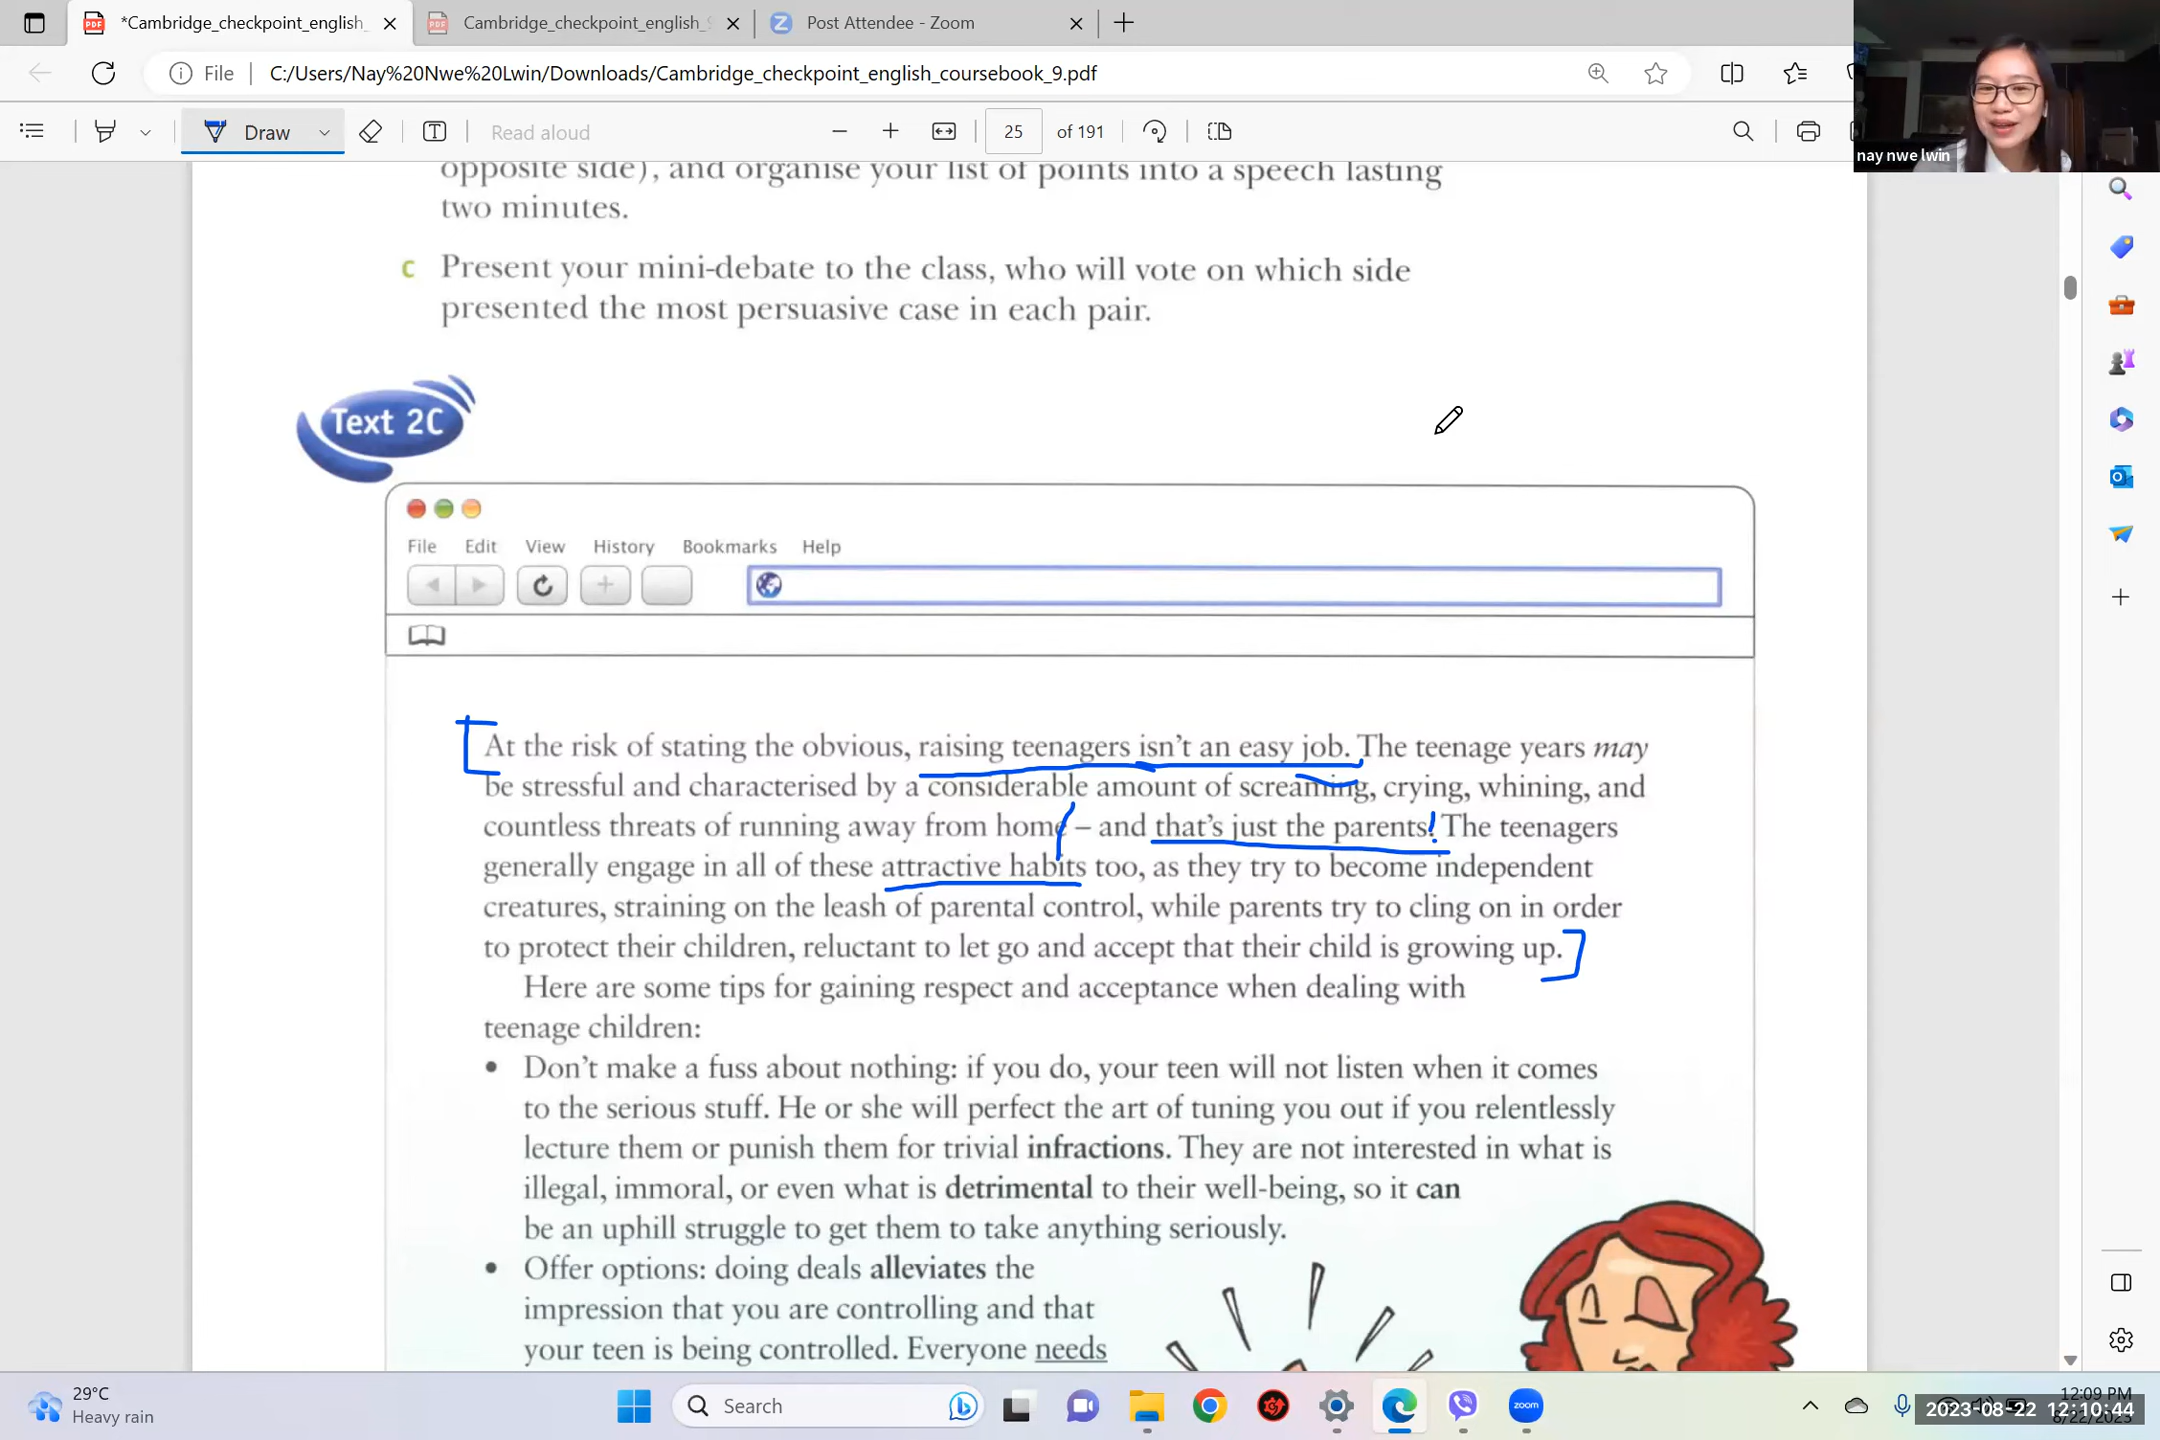 *Cambridge_checkpoint_english_
Cambridge_checkpoint_english_9
Post Attendee - Zoom
File
C:/Users/Nay%20Nwe%20Lwin/Downloads/Cambridge_checkpoint_english_coursebook_9.pdf
nay nwe lwin
Draw
Read aloud
25 of 191
opposite side), and organise your list of points into a speech lasting
two minutes.
c Present your mini-debate to the class, who will vote on which side
presented the most persuasive case in each pair.
Text 2C
File Edit View History Bookmarks Help
At the risk of stating the obvious, raising teenagers isn't an easy job. The teenage years may
be stressful and characterised by a considerable amount of screaming, crying, whining, and
countless threats of running away from home – and that's just the parents! The teenagers
generally engage in all of these attractive habits too, as they try to become independent
creatures, straining on the leash of parental control, while parents try to cling on in order
to protect their children, reluctant to let go and accept that their child is growing up.
Here are some tips for gaining respect and acceptance when dealing with
teenage children:
• Don't make a fuss about nothing: if you do, your teen will not listen when it comes
to the serious stuff. He or she will perfect the art of tuning you out if you relentlessly
lecture them or punish them for trivial infractions. They are not interested in what is
illegal, immoral, or even what is detrimental to their well-being, so it can
be an uphill struggle to get them to take anything seriously.
• Offer options: doing deals alleviates the
impression that you are controlling and that
your teen is being controlled. Everyone needs
29°C
Heavy rain
Search
zoom
12:09 PM
8/22/2023
2023-08-22 12:10:44